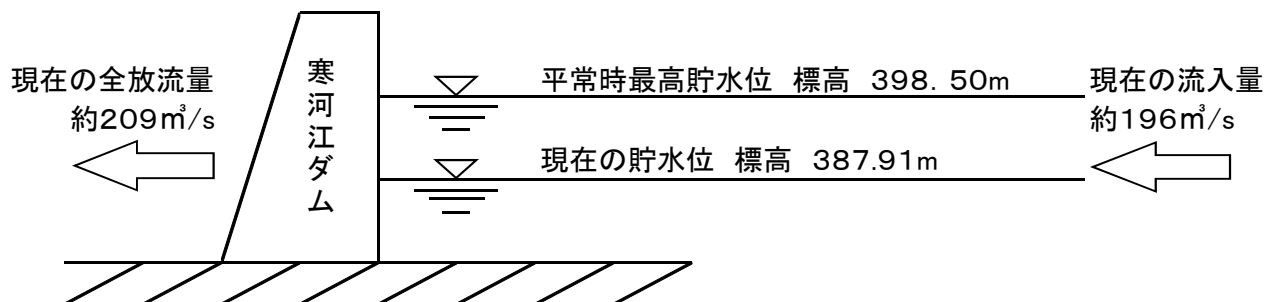 現在の全放流量
約209㎥/s
寒河江ダム
平常時最高貯水位 標高 398.50m
現在の貯水位 標高 387.91m
現在の流入量
約196㎥/s